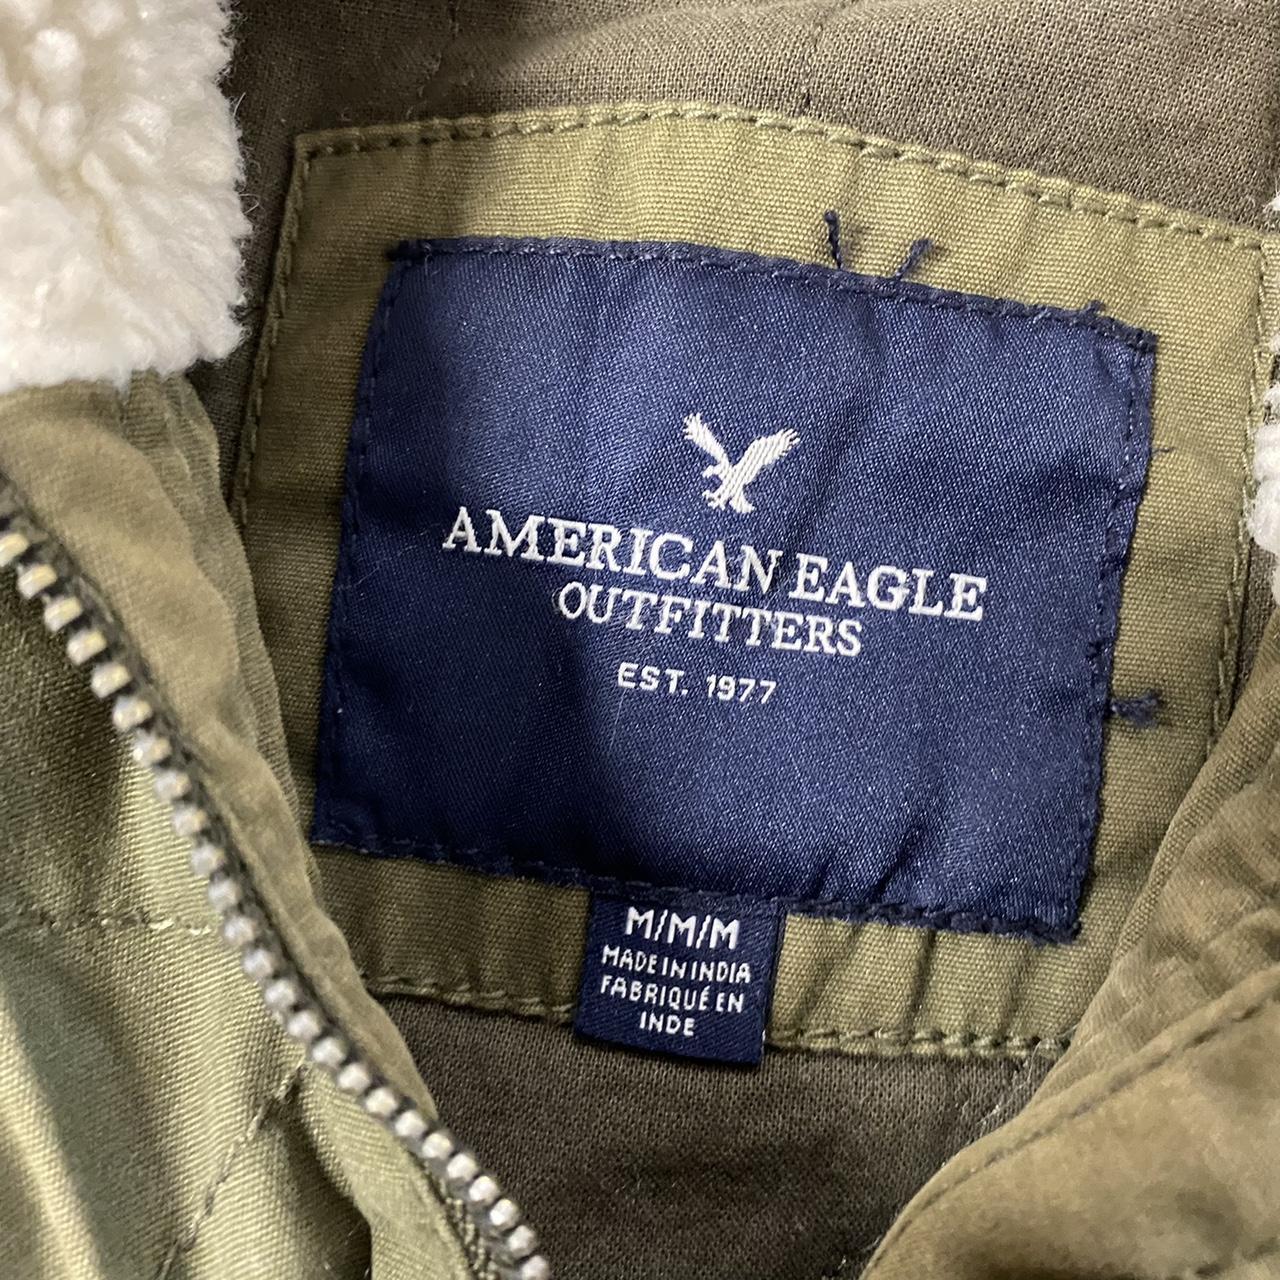 AMERICAN EAGLE
OUTFITTERS
EST. 1977
M/M/M
MADE IN INDIA
FABRIQUÉ EN
INDE